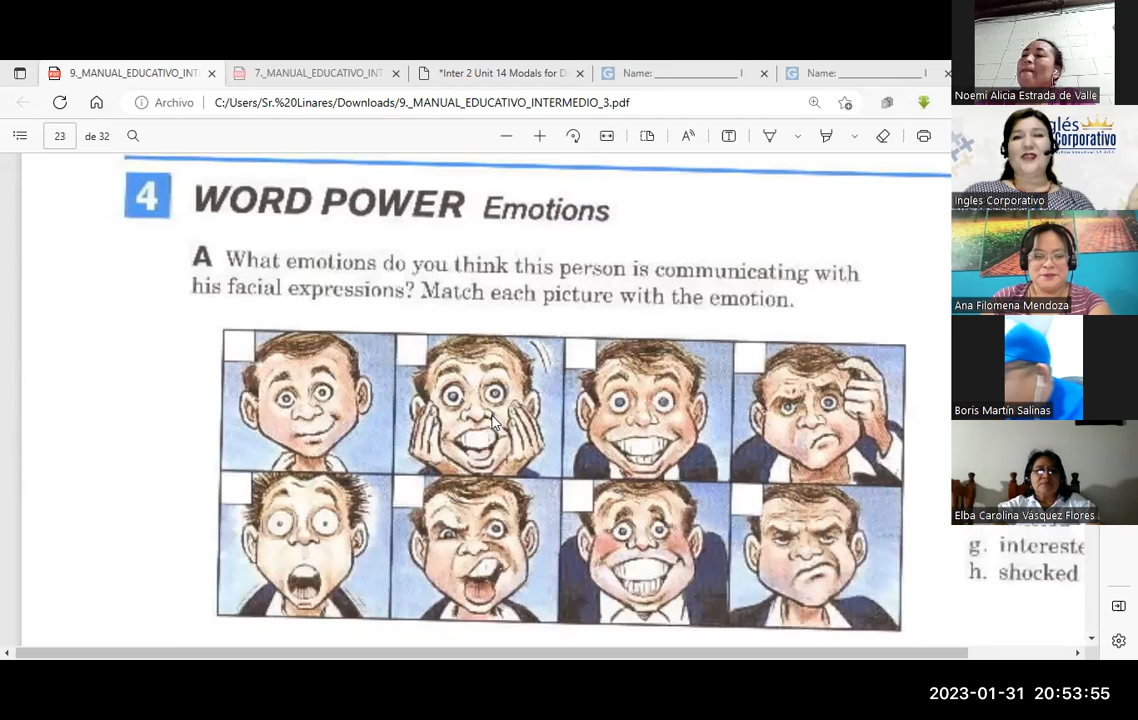 9._MANUAL_EDUCATIVO_INT
7._MANUAL_EDUCATIVO_INT
*Inter 2 Unit 14 Modals for D
Name: ______________ I
Name: ______________ I
Archivo
C:/Users/Sr.%20Linares/Downloads/9._MANUAL_EDUCATIVO_INTERMEDIO_3.pdf
23
de 32
4 WORD POWER Emotions
A What emotions do you think this person is communicating with
his facial expressions? Match each picture with the emotion.
g. intereste
h. shocked
Noemi Alicia Estrada de Valle
Inglés
Corporativo
Ingles Corporativo
Ana Filomena Mendoza
Boris Martin Salinas
Elba Carolina Vásquez Flores
2023-01-31 20:53:55